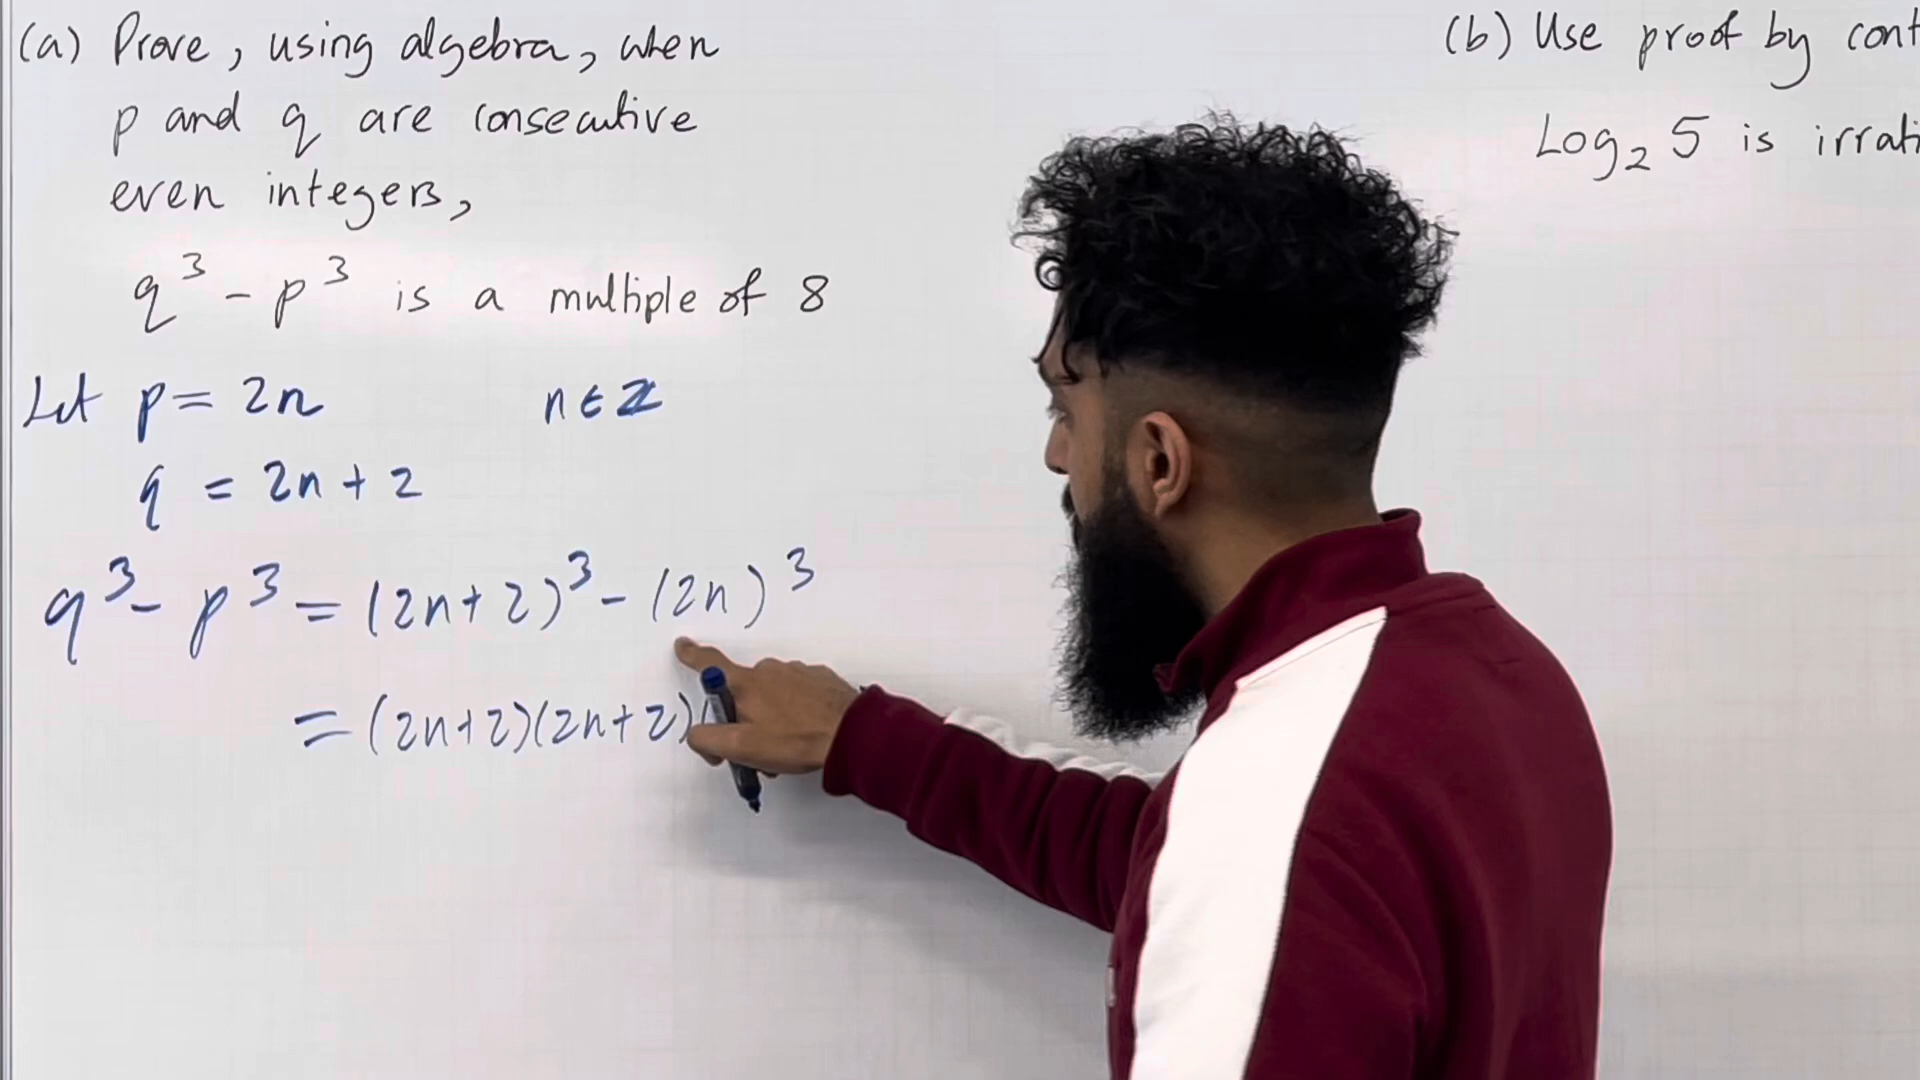 (a) Prove, using algebra, when
p and q are consecutive
even integers,
q³ - p³ is a multiple of 8
Let p = 2n n ∈ ℤ
q = 2n + 2
q³ - p³ = (2n+2)³ - (2n)³
= (2n+2)(2n+2)(
(b) Use proof by cont
Log₂ 5 is irrati